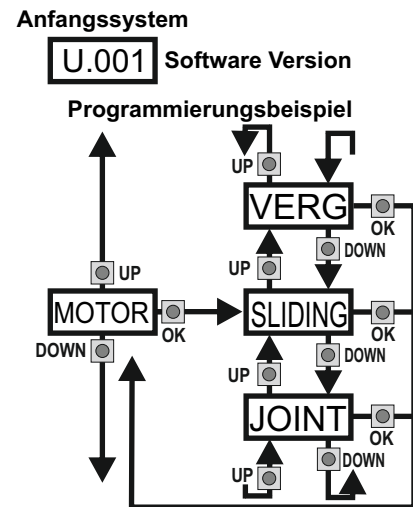 Anfangssystem
U.001 Software Version
Programmierungsbeispiel
UP
VERG
OK
UP
DOWN
UP
MOTOR
OK
SLIDING
OK
DOWN
UP
DOWN
JOINT
OK
UP
DOWN